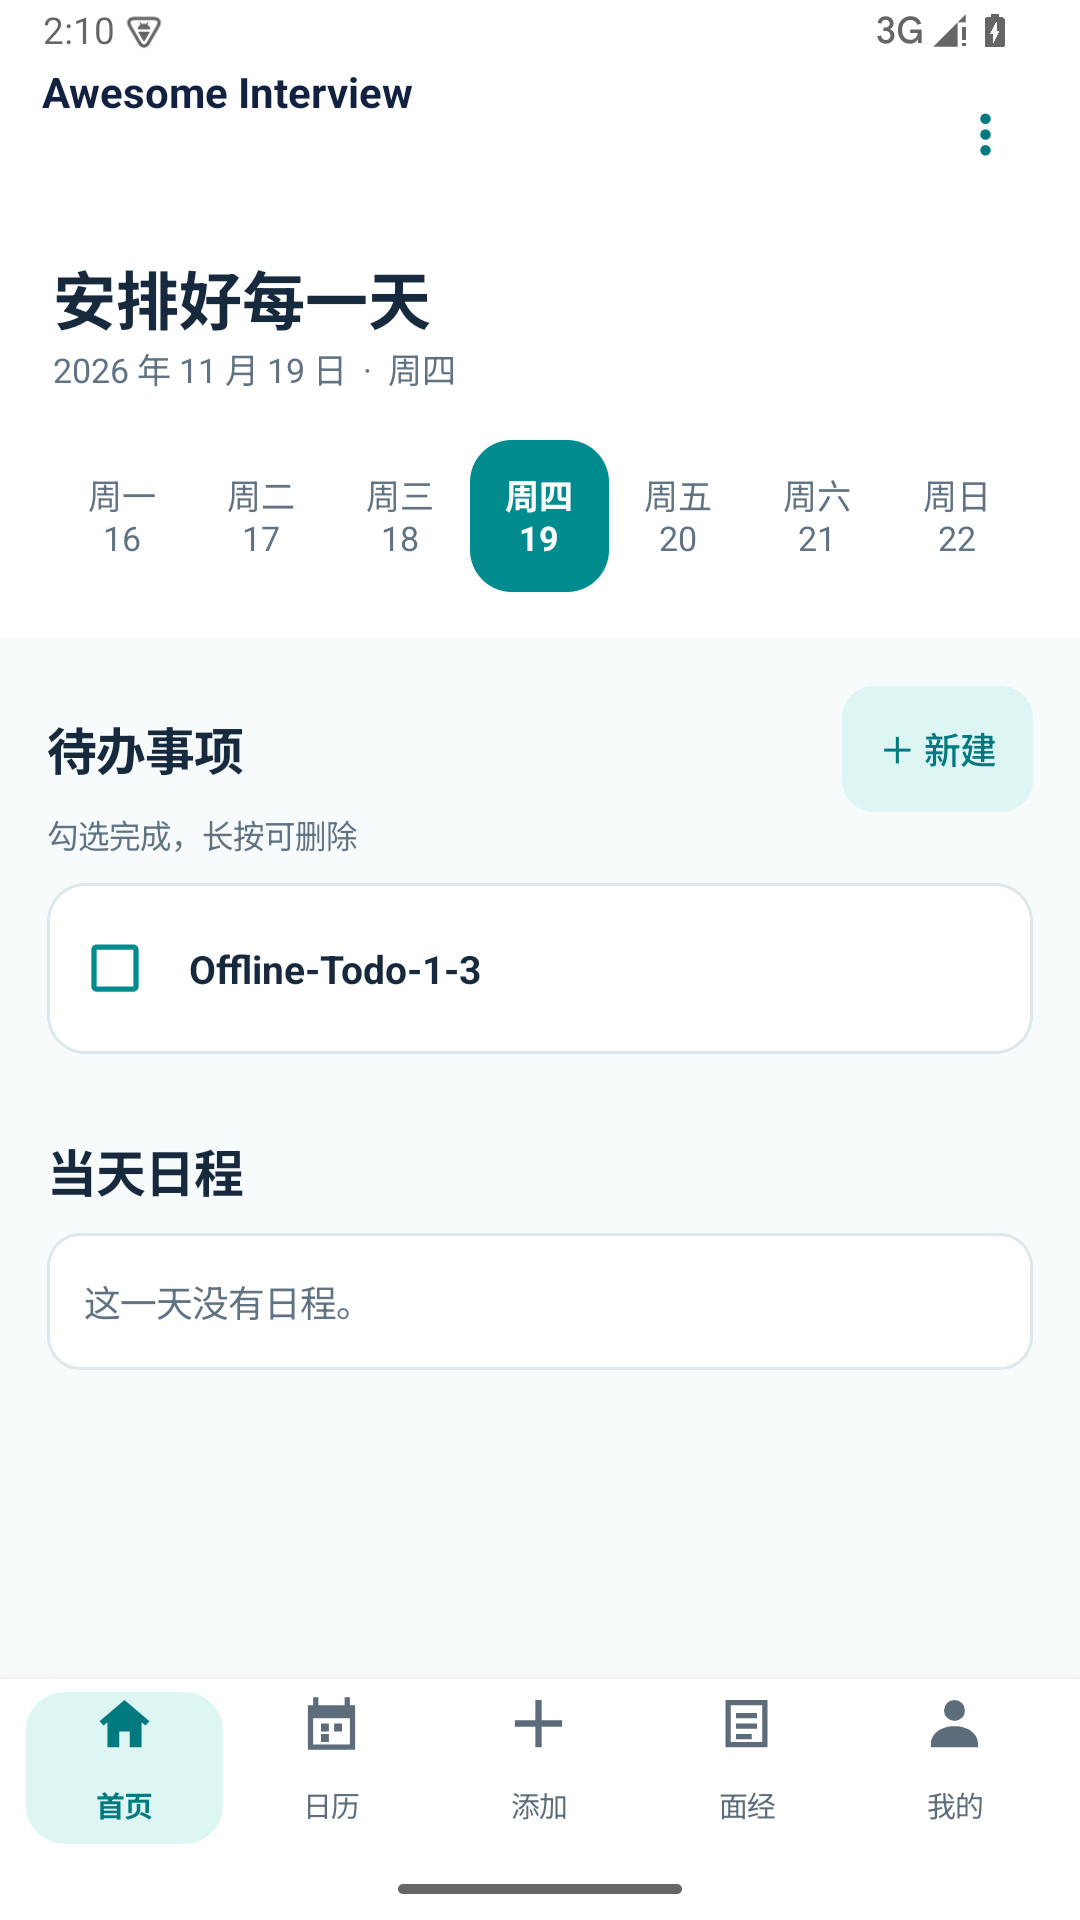 2:10
3G
Awesome Interview
安排好每一天
2026 年 11 月 19 日 · 周四
周一 周二 周三 周四 周五 周六 周日
16 17 18 19 20 21 22
待办事项
＋ 新建
勾选完成，长按可删除
Offline-Todo-1-3
当天日程
这一天没有日程。
首页 日历 添加 面经 我的